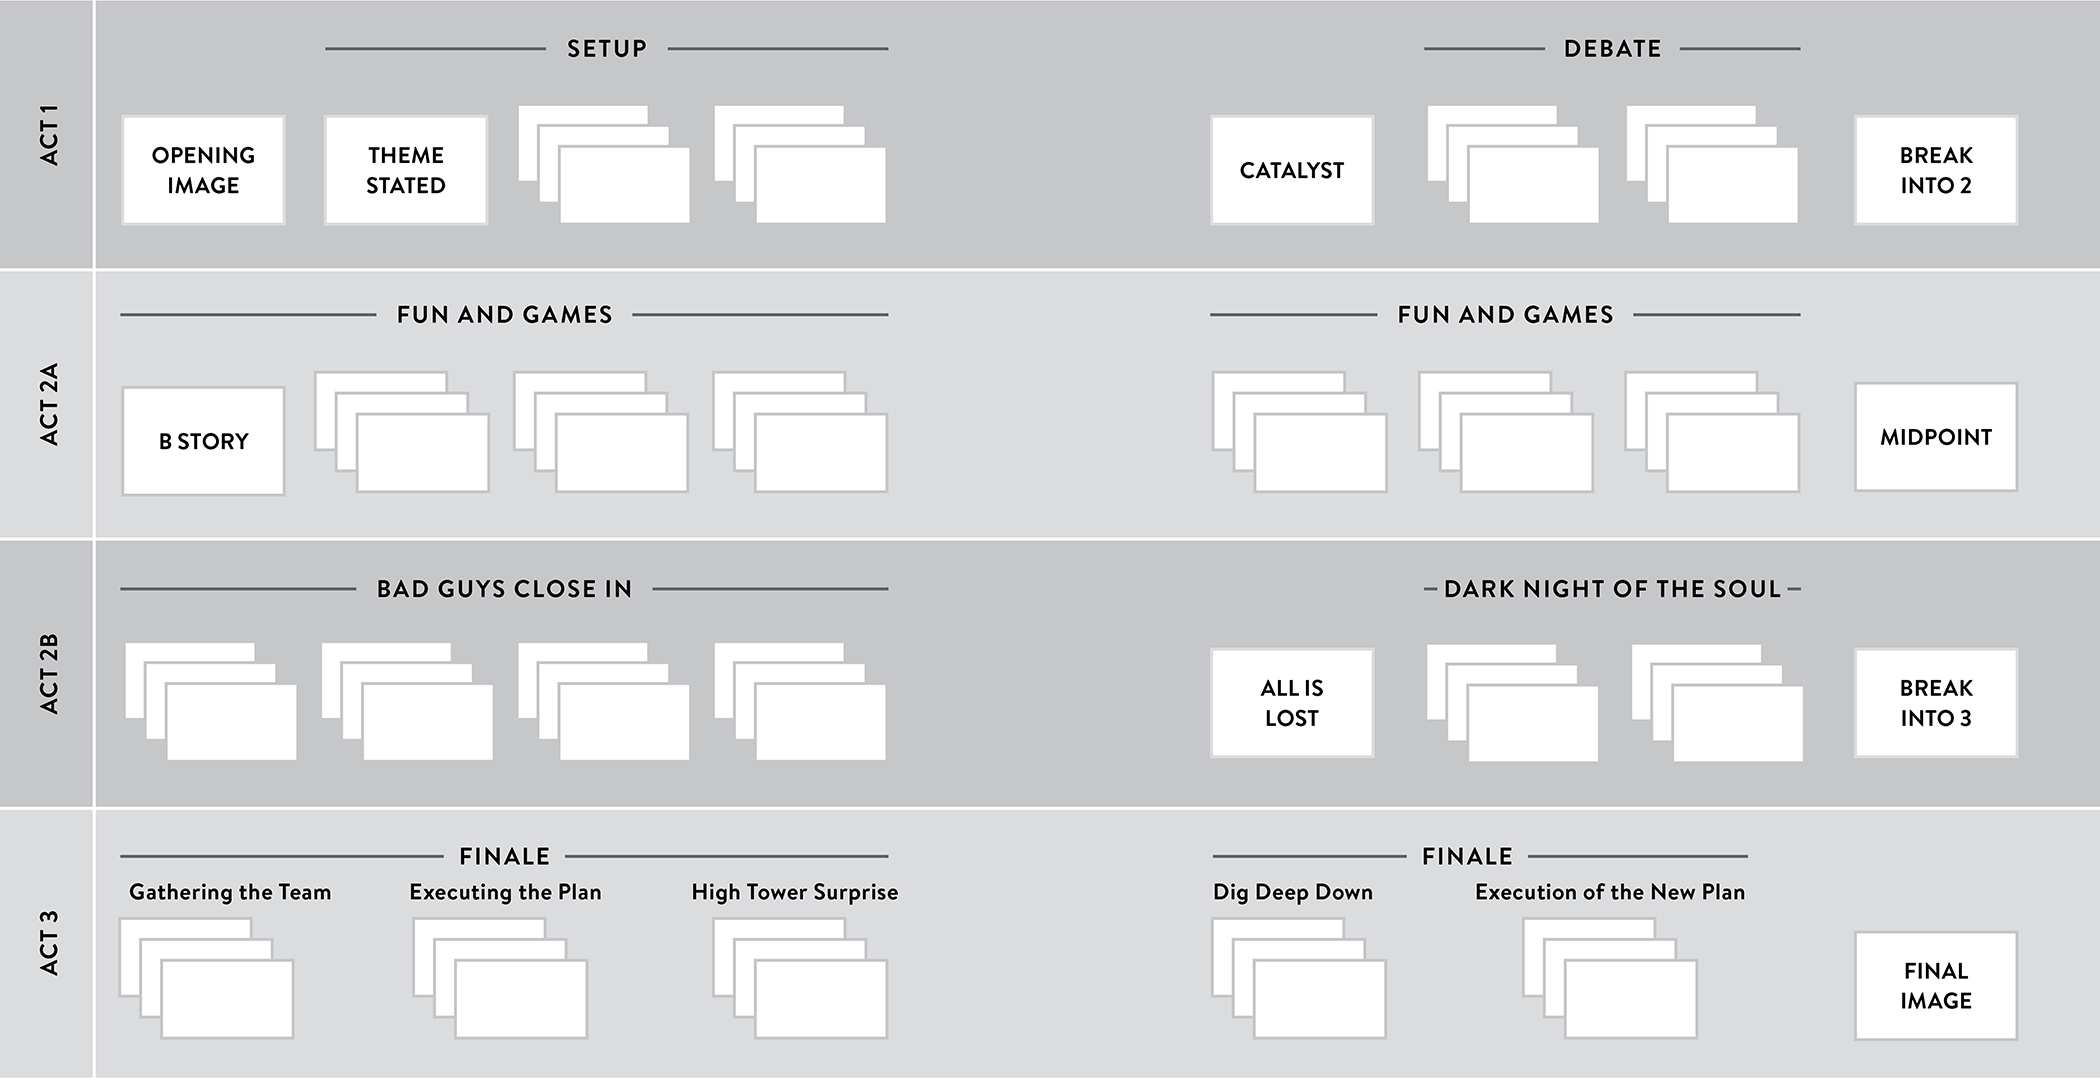 ACT 1
SETUP
DEBATE
OPENING
IMAGE
THEME
STATED
CATALYST
BREAK
INTO 2
ACT 2A
FUN AND GAMES
FUN AND GAMES
B STORY
MIDPOINT
ACT 2B
BAD GUYS CLOSE IN
DARK NIGHT OF THE SOUL
ALL IS
LOST
BREAK
INTO 3
ACT 3
FINALE
FINALE
Gathering the Team
Executing the Plan
High Tower Surprise
Dig Deep Down
Execution of the New Plan
FINAL
IMAGE